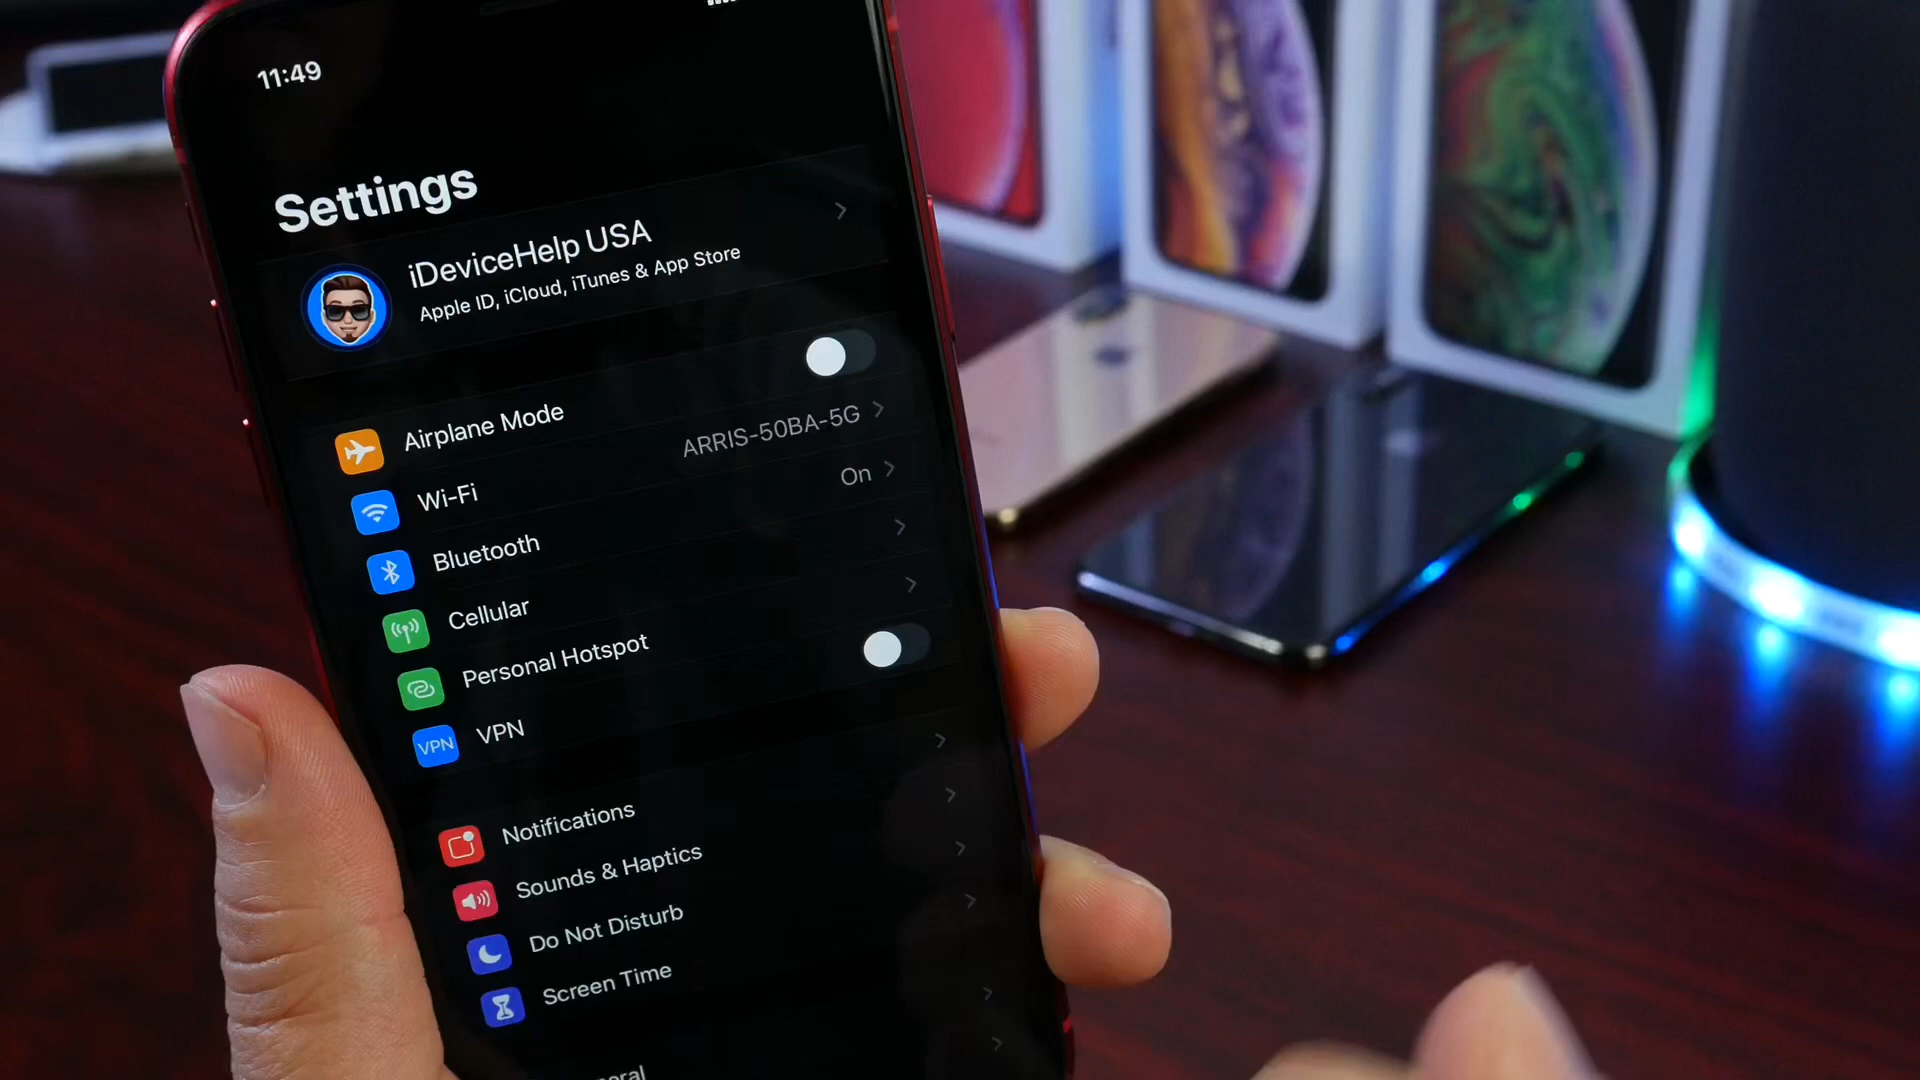 11:49
Settings
iDeviceHelp USA
Apple ID, iCloud, iTunes & App Store
Airplane Mode
Wi-Fi
ARRIS-50BA-5G
Bluetooth
On
Cellular
Personal Hotspot
VPN
VPN
Notifications
Sounds & Haptics
Do Not Disturb
Screen Time